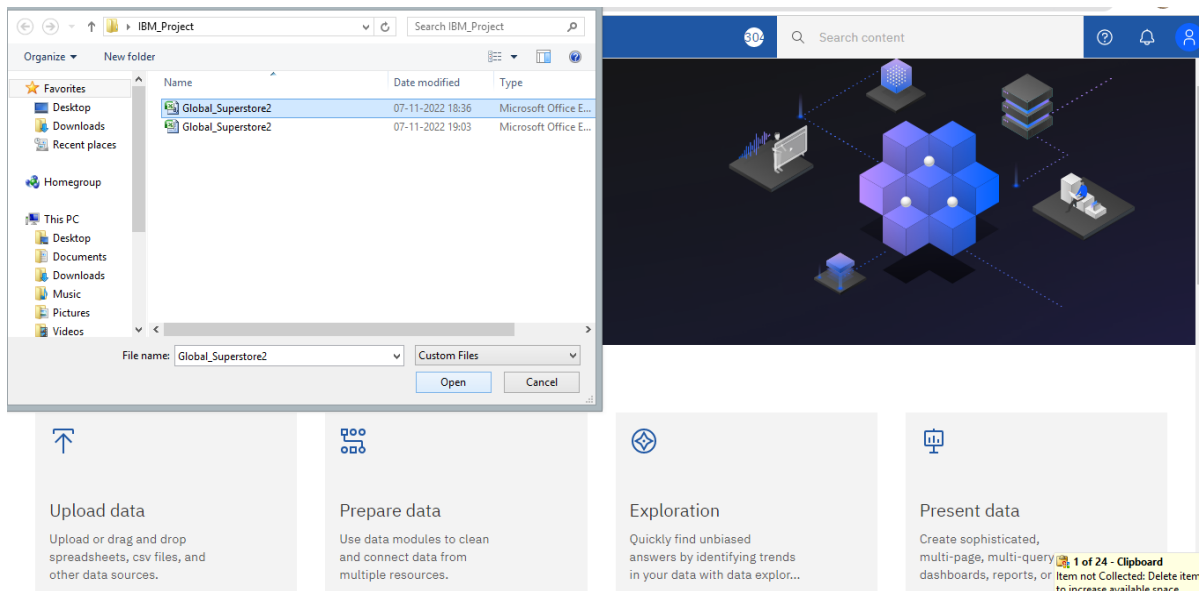 IBM_Project
Search IBM_Project
Organize
New folder
Favorites
Desktop
Downloads
Recent places
Homegroup
This PC
Desktop
Documents
Downloads
Music
Pictures
Videos
Name Date modified Type
Global_Superstore2 07-11-2022 18:36 Microsoft Office E...
Global_Superstore2 07-11-2022 19:03 Microsoft Office E...
File name: Global_Superstore2
Custom Files
Open
Cancel
304
Search content
Upload data
Upload or drag and drop
spreadsheets, csv files, and
other data sources.
Prepare data
Use data modules to clean
and connect data from
multiple resources.
Exploration
Quickly find unbiased
answers by identifying trends
in your data with data explor...
Present data
Create sophisticated,
multi-page, multi-query
dashboards, reports, or
1 of 24 - Clipboard
Item not Collected: Delete item
to increase available space